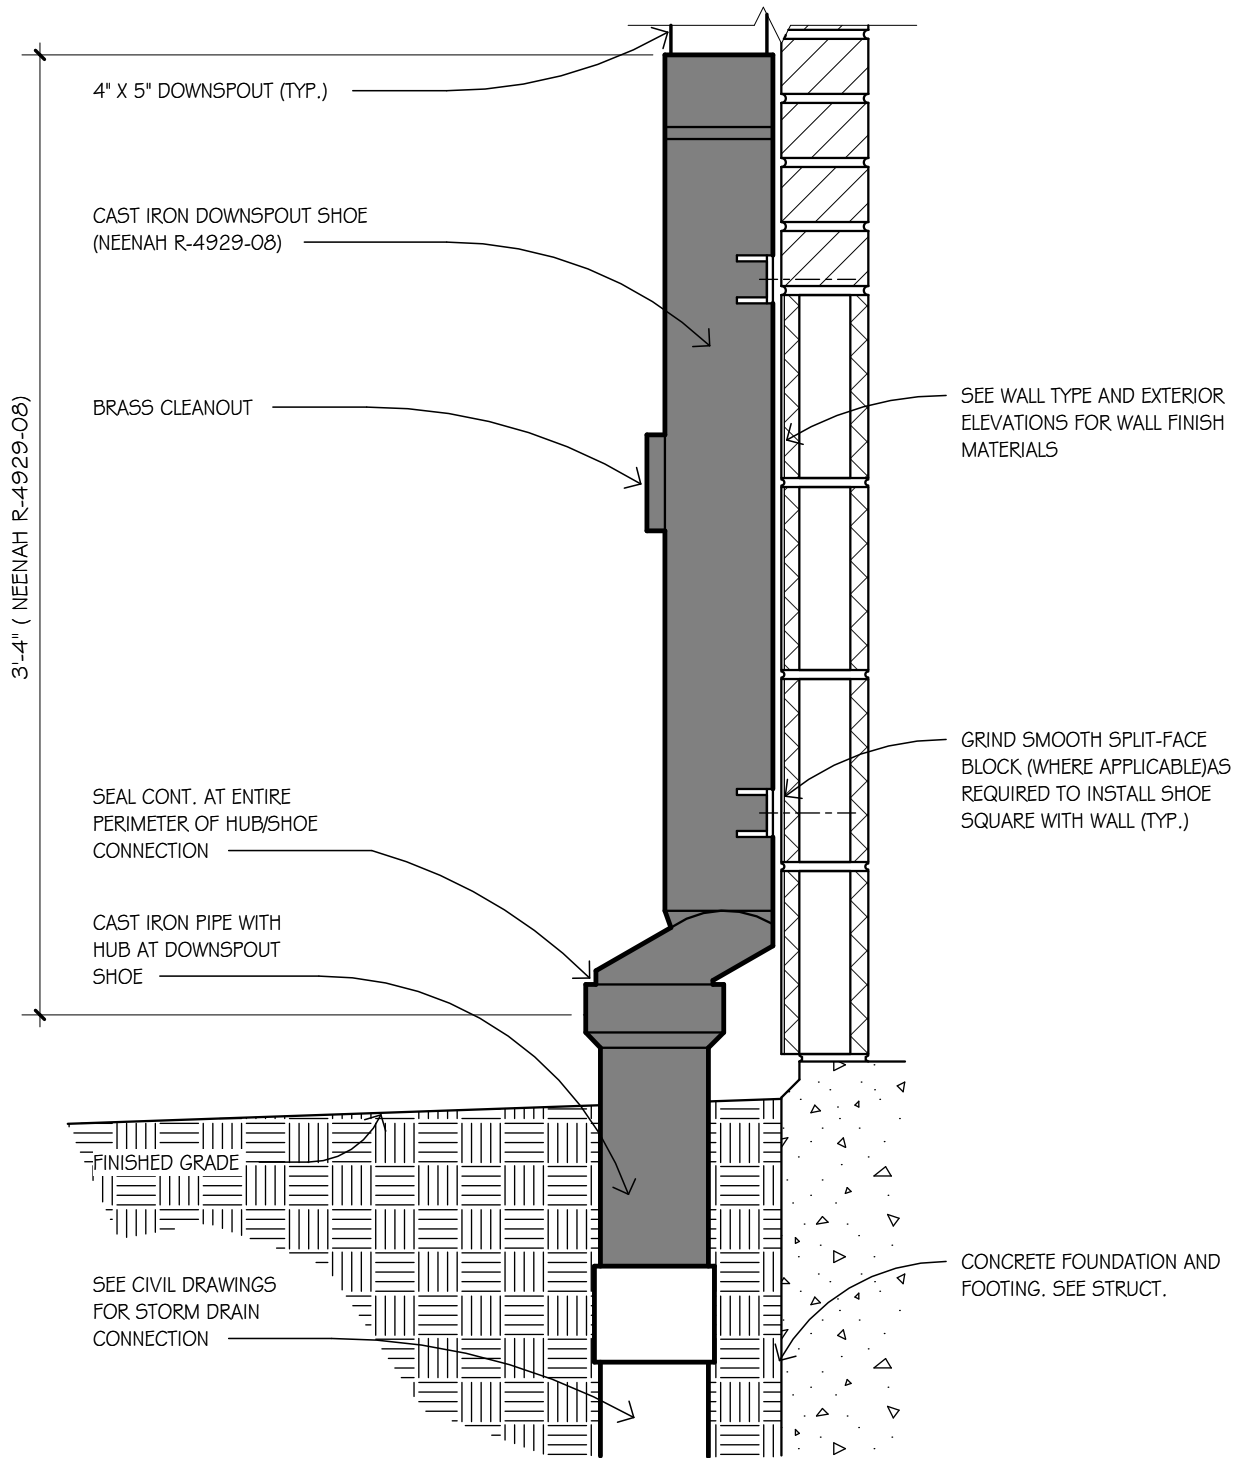 4" X 5" DOWNSPOUT (TYP.)
CAST IRON DOWNSPOUT SHOE
(NEENAH R-4929-08)
BRASS CLEANOUT
3'-4" ( NEENAH R-4929-08)
SEAL CONT. AT ENTIRE
PERIMETER OF HUB/SHOE
CONNECTION
CAST IRON PIPE WITH
HUB AT DOWNSPOUT
SHOE
FINISHED GRADE
SEE CIVIL DRAWINGS
FOR STORM DRAIN
CONNECTION
SEE WALL TYPE AND EXTERIOR
ELEVATIONS FOR WALL FINISH
MATERIALS
GRIND SMOOTH SPLIT-FACE
BLOCK (WHERE APPLICABLE)AS
REQUIRED TO INSTALL SHOE
SQUARE WITH WALL (TYP.)
CONCRETE FOUNDATION AND
FOOTING. SEE STRUCT.